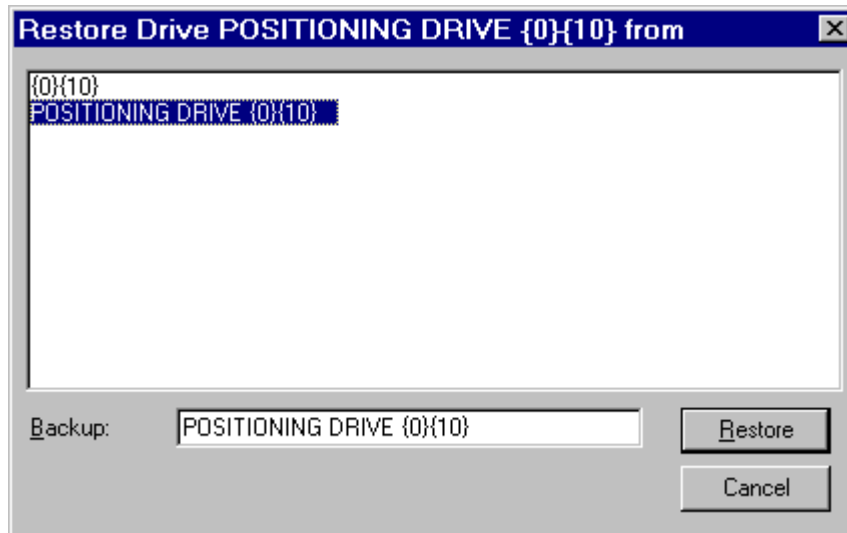 Restore Drive POSITIONING DRIVE {0}{10} from
{0}{10}
POSITIONING DRIVE {0}{10}
Backup: POSITIONING DRIVE {0}{10} Restore
Cancel